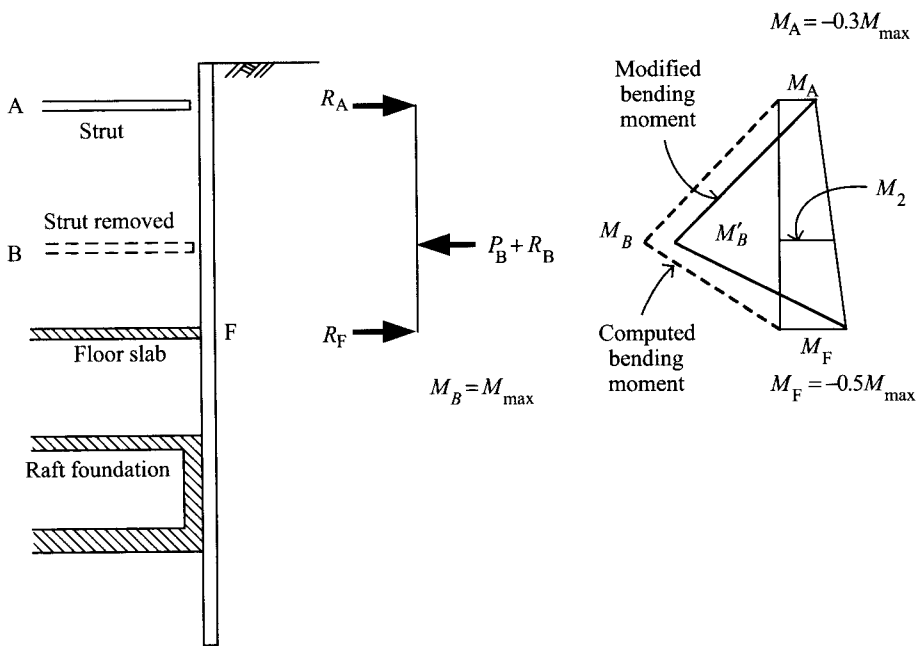 M_A = −0.3M_max
Modified
bending
moment
M_A
A
Strut
R_A
M_2
Strut removed
B
P_B + R_B
M_B
M'_B
F
Floor slab
R_F
Computed
bending
moment
M_F
M_B = M_max
M_F = −0.5M_max
Raft foundation